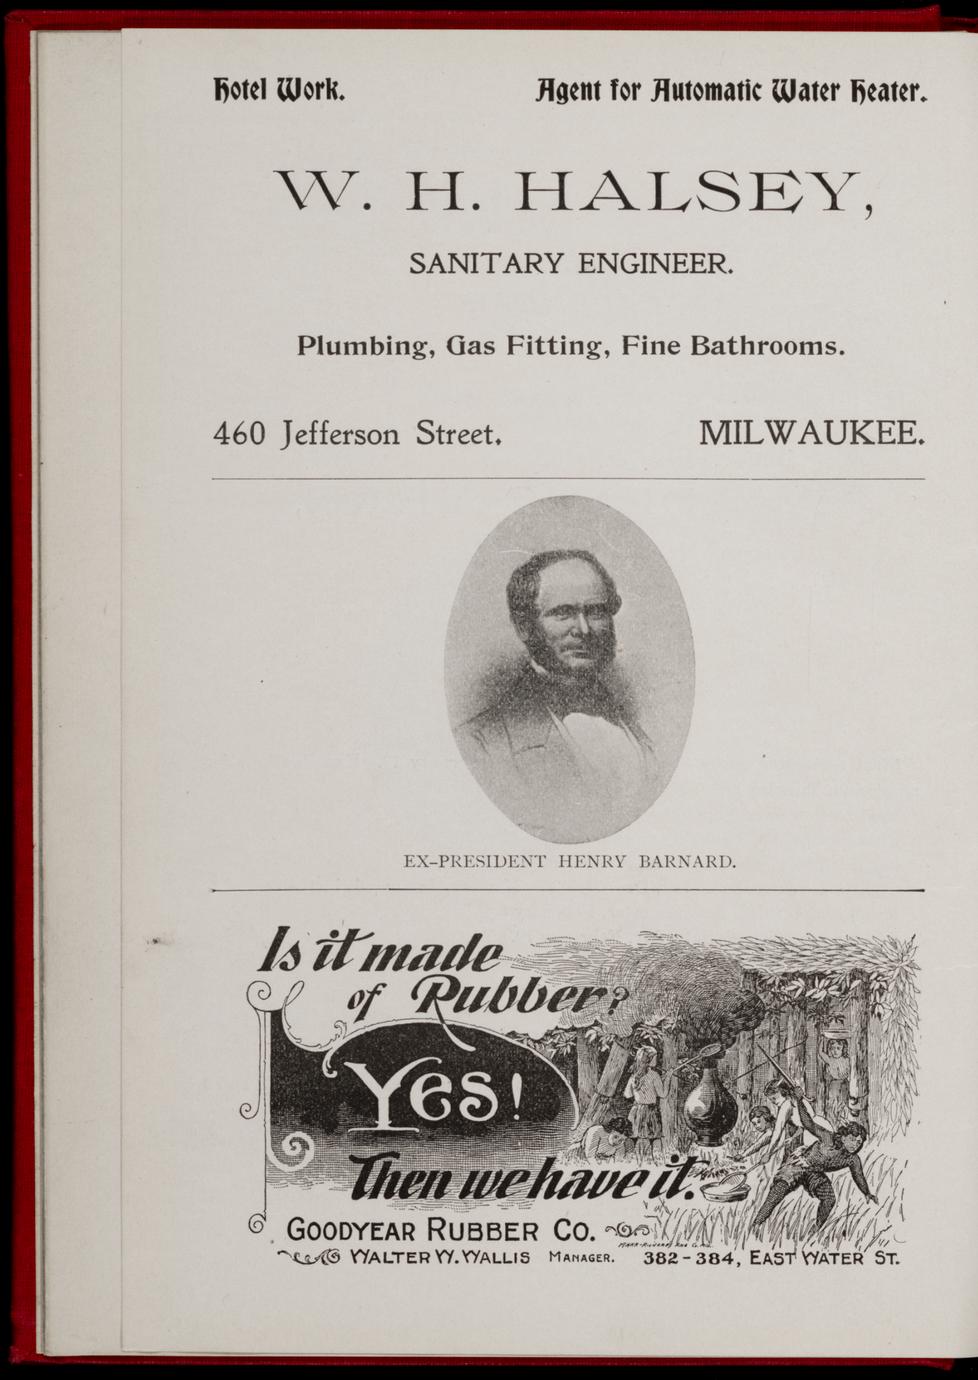 Hotel Work. Agent for Automatic Water Heater.
W. H. HALSEY,
SANITARY ENGINEER.
Plumbing, Gas Fitting, Fine Bathrooms.
460 Jefferson Street. MILWAUKEE.
EX-PRESIDENT HENRY BARNARD.
Is it made
of Rubber?
Yes!
Then we have it.
GOODYEAR RUBBER CO.
WALTER W. WALLIS MANAGER. 382-384, EAST WATER ST.